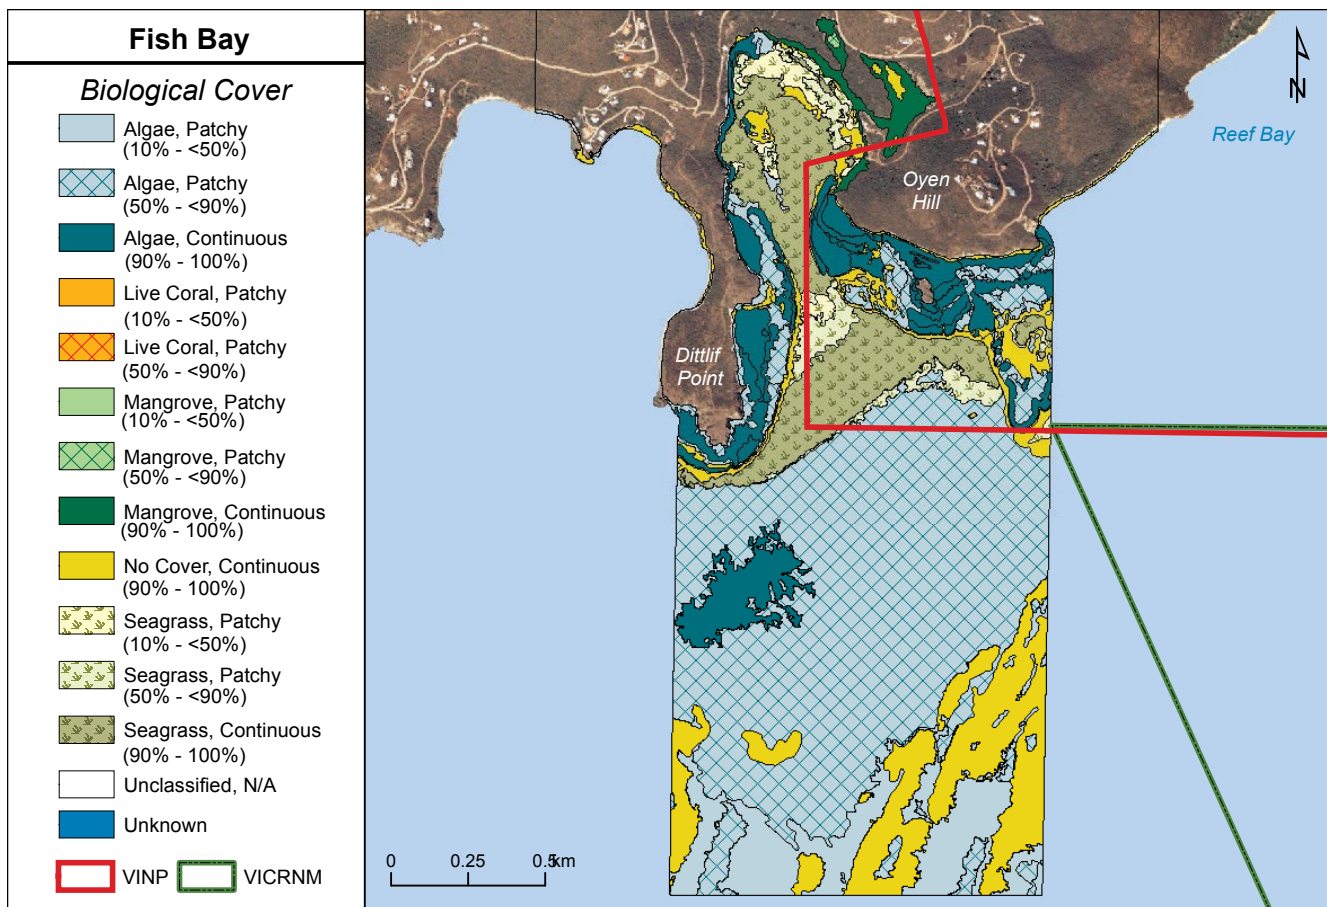 Fish Bay
Biological Cover
Algae, Patchy
(10% - <50%)
Algae, Patchy
(50% - <90%)
Algae, Continuous
(90% - 100%)
Live Coral, Patchy
(10% - <50%)
Live Coral, Patchy
(50% - <90%)
Mangrove, Patchy
(10% - <50%)
Mangrove, Patchy
(50% - <90%)
Mangrove, Continuous
(90% - 100%)
No Cover, Continuous
(90% - 100%)
Seagrass, Patchy
(10% - <50%)
Seagrass, Patchy
(50% - <90%)
Seagrass, Continuous
(90% - 100%)
Unclassified, N/A
Unknown
VINP
VICRNM
N
Reef Bay
Oyen
Hill
Dittlif
Point
0 0.25 0.5 km